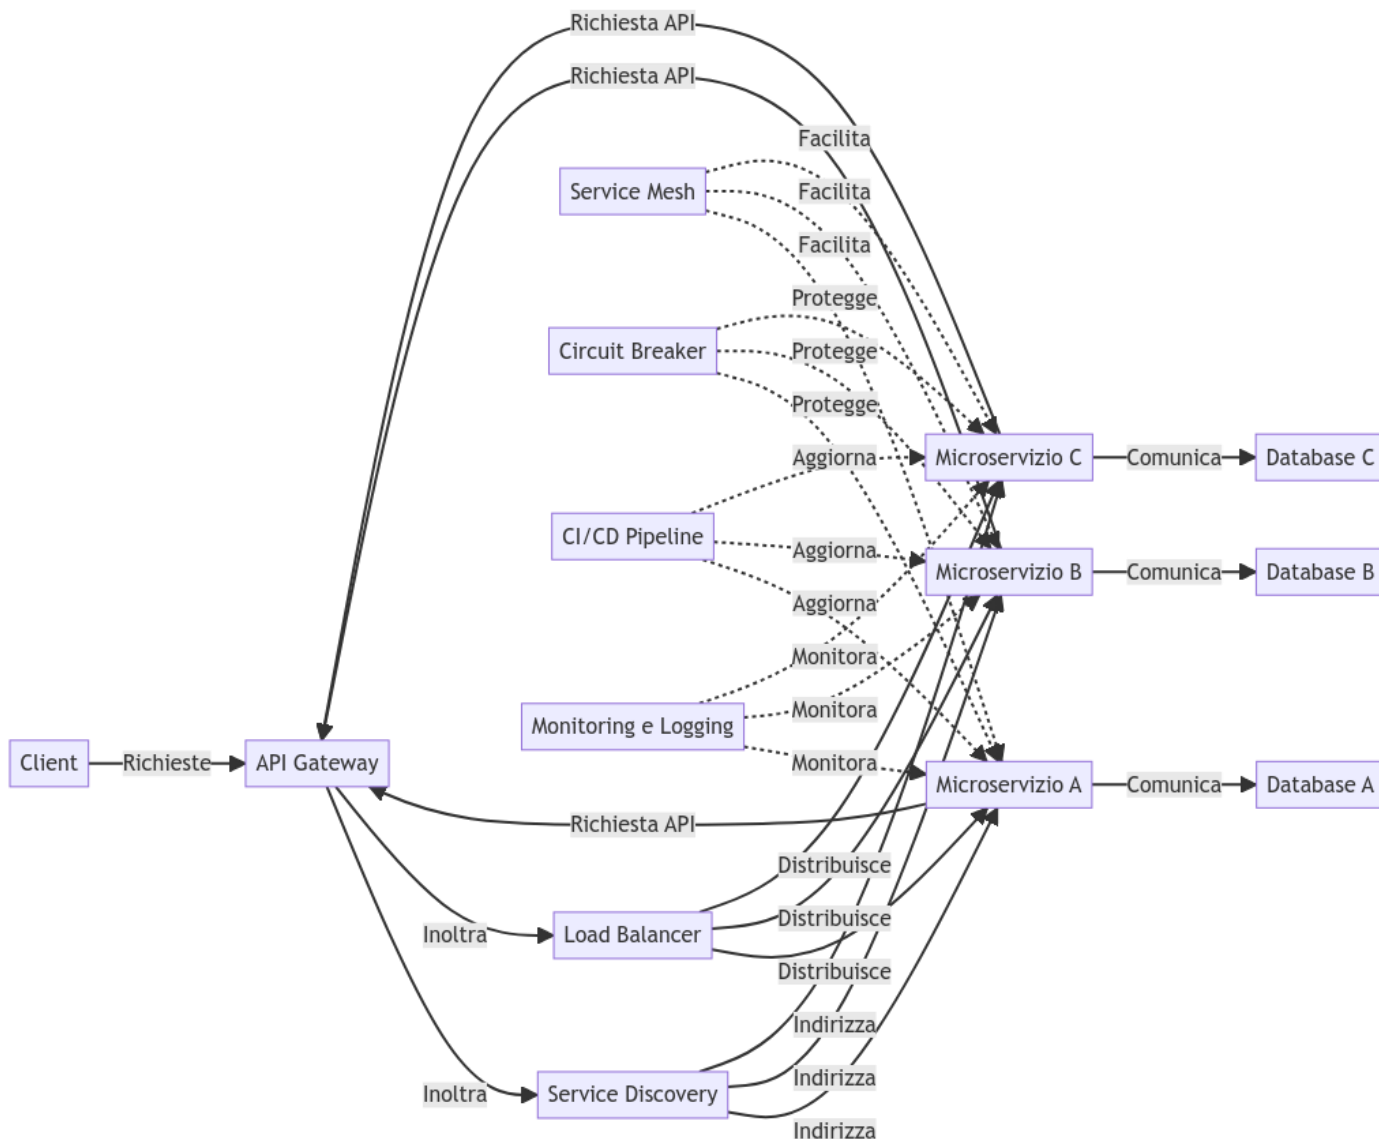 Richiesta API
Richiesta API
Facilita
Service Mesh
Facilita
Facilita
Protegge
Circuit Breaker
Protegge
Protegge
Aggiorna
Microservizio C
Comunica
Database C
CI/CD Pipeline
Aggiorna
Microservizio B
Comunica
Database B
Aggiorna
Monitora
Monitoring e Logging
Monitora
Client
Richieste
API Gateway
Monitora
Microservizio A
Comunica
Database A
Richiesta API
Distribuisce
Inoltra
Load Balancer
Distribuisce
Distribuisce
Indirizza
Inoltra
Service Discovery
Indirizza
Indirizza